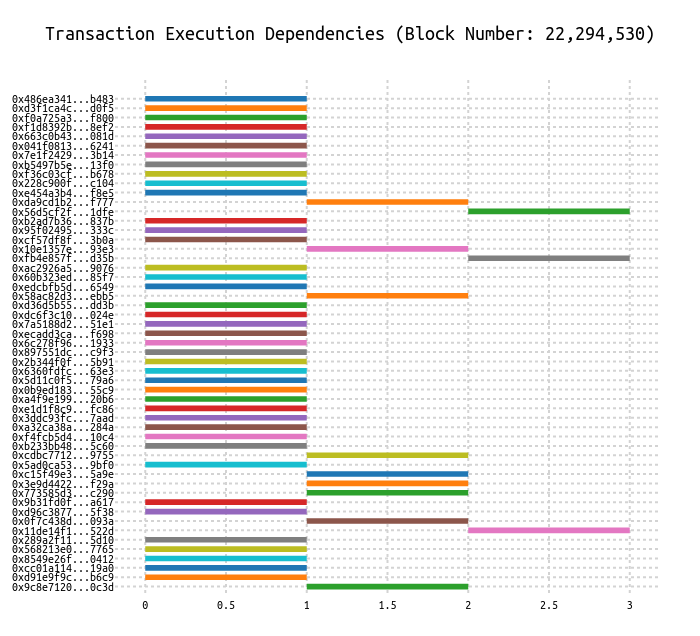 Transaction Execution Dependencies (Block Number: 22,294,530)
0x486ea341...b483
0xd3f1ca4c...d0f5
0xf0a725a3...f800
0xf1d8392b...8ef2
0x663c0b43...081d
0x041f0813...6241
0x7e1f2429...3b14
0xb5497b5e...13f0
0xf36c03cf...b678
0x228c900f...c104
0xe454a3b4...f8e5
0xda9cd1b2...f777
0x56d5cf2f...1dfe
0xb2ad7b36...837b
0x95f02495...333c
0xcf57df8f...3b0a
0x10e1357e...93e3
0xfb4e857f...d35b
0xac2926a5...9076
0x60b323ed...85f7
0xedcbfb5d...6549
0x58ac82d3...ebb5
0xd36d5b55...dd3b
0xdc6f3c10...024e
0x7a5188d2...51e1
0xecadd3ca...f698
0x6c278f96...1933
0x897551dc...c9f3
0x2b344f0f...5b91
0x6360fdfc...63e3
0x5d11c0f5...79a6
0x0b9ed183...55c9
0xa4f9e199...20b6
0xe1d1f8c9...fc86
0x3ddc93fc...7aad
0xa32ca38a...284a
0xf4fcb5d4...10c4
0xb233bb48...5c60
0xcdbc7712...9755
0x5ad0ca53...9bf0
0xc15f49e3...5a9e
0x3e9d4422...f29a
0x773585d3...c290
0x9b31fd0f...a617
0xd96c3877...5f38
0x0f7c438d...093a
0x11de14f1...522d
0x289a2f11...5d10
0x568213e0...7765
0x8549e26f...0412
0xcc01a114...19a0
0xd91e9f9c...b6c9
0x9c8e7120...0c3d
0 0.5 1 1.5 2 2.5 3